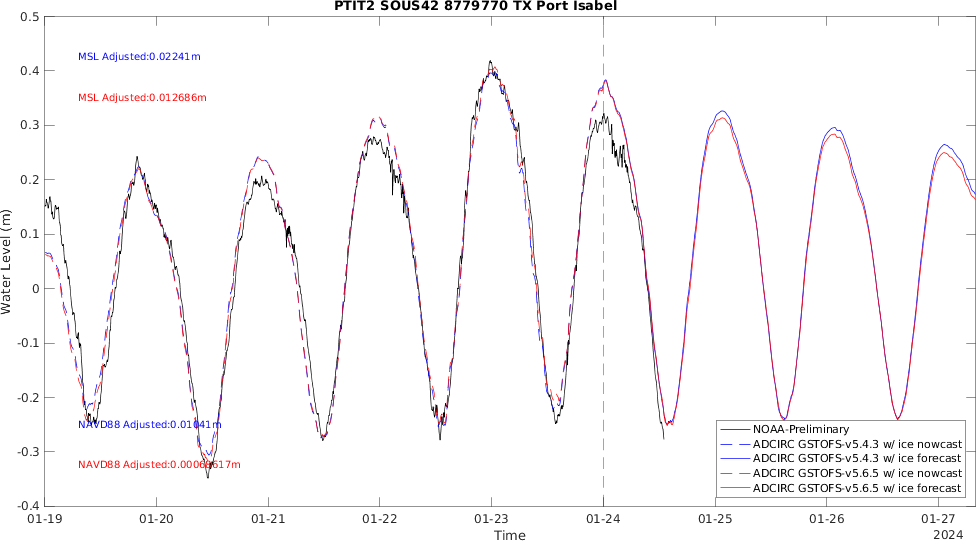 PTIT2 SOUS42 8779770 TX Port Isabel
0.5
MSL Adjusted:0.02241m
0.4
MSL Adjusted:0.012686m
0.3
0.2
0.1
Water Level (m)
0
-0.1
-0.2
NAVD88 Adjusted:0.01041m
NOAA-Preliminary
ADCIRC GSTOFS-v5.4.3 w/ ice nowcast
-0.3
ADCIRC GSTOFS-v5.4.3 w/ ice forecast
NAVD88 Adjusted:0.00068617m
ADCIRC GSTOFS-v5.6.5 w/ ice nowcast
ADCIRC GSTOFS-v5.6.5 w/ ice forecast
-0.4
01-19 01-20 01-21 01-22 01-23 01-24 01-25 01-26 01-27
Time
2024